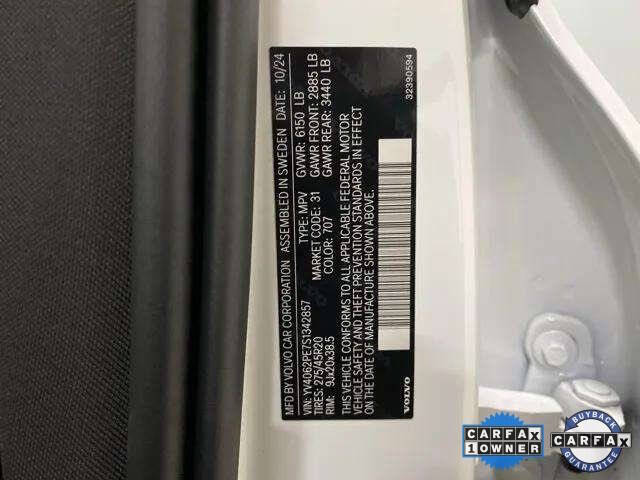 MFD BY VOLVO CAR CORPORATION ASSEMBLED IN SWEDEN DATE: 10/24
VIN: YV4062PE7S1342857 TYPE: MPV GVWR: 6150 LB
TIRES: 275/45R20 MARKET CODE: 31 GAWR FRONT: 2885 LB
RIM: 9Jx20x38.5 COLOR: 707 GAWR REAR: 3440 LB
THIS VEHICLE CONFORMS TO ALL APPLICABLE FEDERAL MOTOR
VEHICLE SAFETY AND THEFT PREVENTION STANDARDS IN EFFECT
ON THE DATE OF MANUFACTURE SHOWN ABOVE.
VOLVO 32390594
CARFAX
1 OWNER
BUYBACK
CARFAX
GUARANTEE